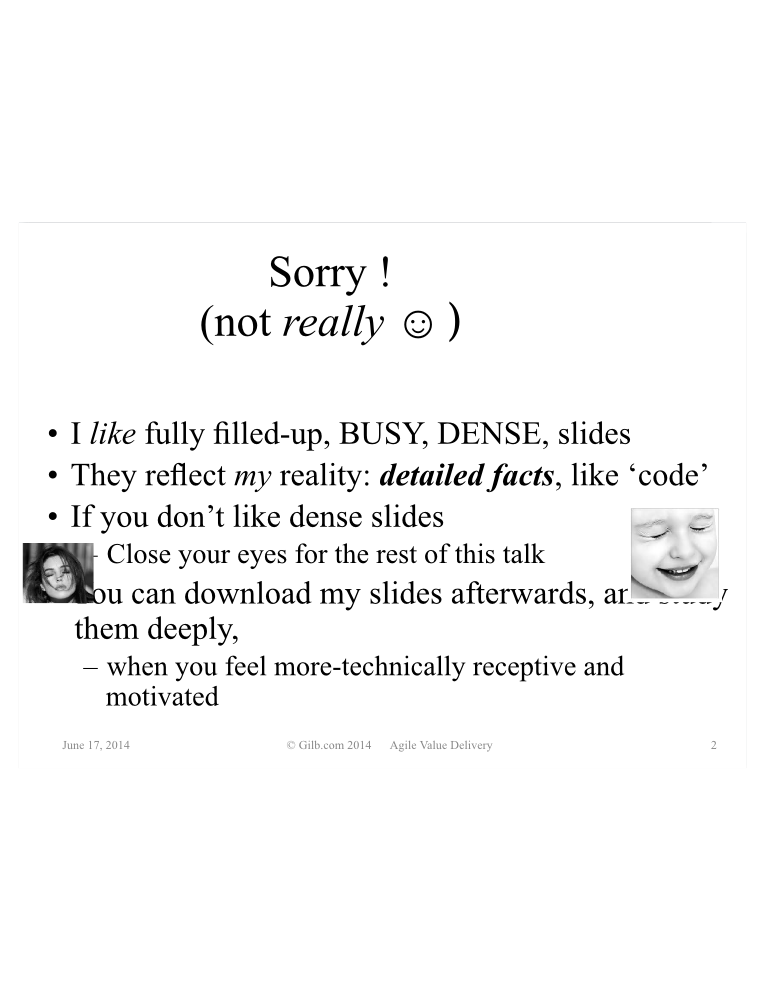 Sorry !
(not really ☺ )
• I like fully filled-up, BUSY, DENSE, slides
• They reflect my reality: detailed facts, like ‘code’
• If you don’t like dense slides
– Close your eyes for the rest of this talk
ou can download my slides afterwards, and study
them deeply,
– when you feel more-technically receptive and
motivated
June 17, 2014 © Gilb.com 2014 Agile Value Delivery 2